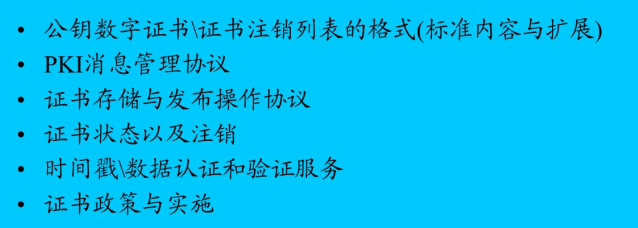 • 公钥数字证书\证书注销列表的格式(标准内容与扩展)
• PKI消息管理协议
• 证书存储与发布操作协议
• 证书状态以及注销
• 时间戳\数据认证和验证服务
• 证书政策与实施